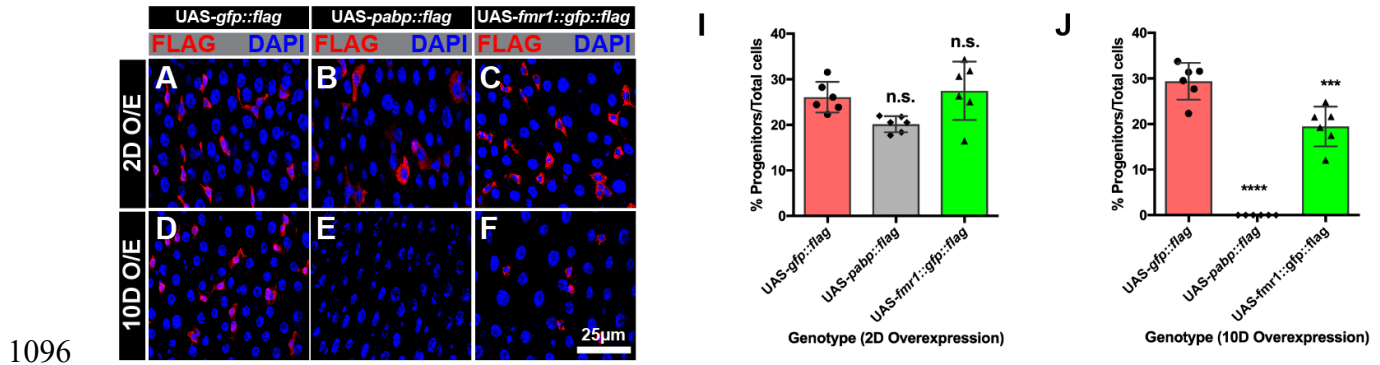 UAS-gfp::flag UAS-pabp::flag UAS-fmr1::gfp::flag
FLAG DAPI FLAG DAPI FLAG DAPI
2D O/E
A B C
10D O/E
D E F
25µm
1096
I
% Progenitors/Total cells
40
30
20
10
0
n.s.
n.s.
UAS-gfp::flag
UAS-pabp::flag
UAS-fmr1::gfp::flag
Genotype (2D Overexpression)
J
% Progenitors/Total cells
40
30
20
10
0
****
***
UAS-gfp::flag
UAS-pabp::flag
UAS-fmr1::gfp::flag
Genotype (10D Overexpression)